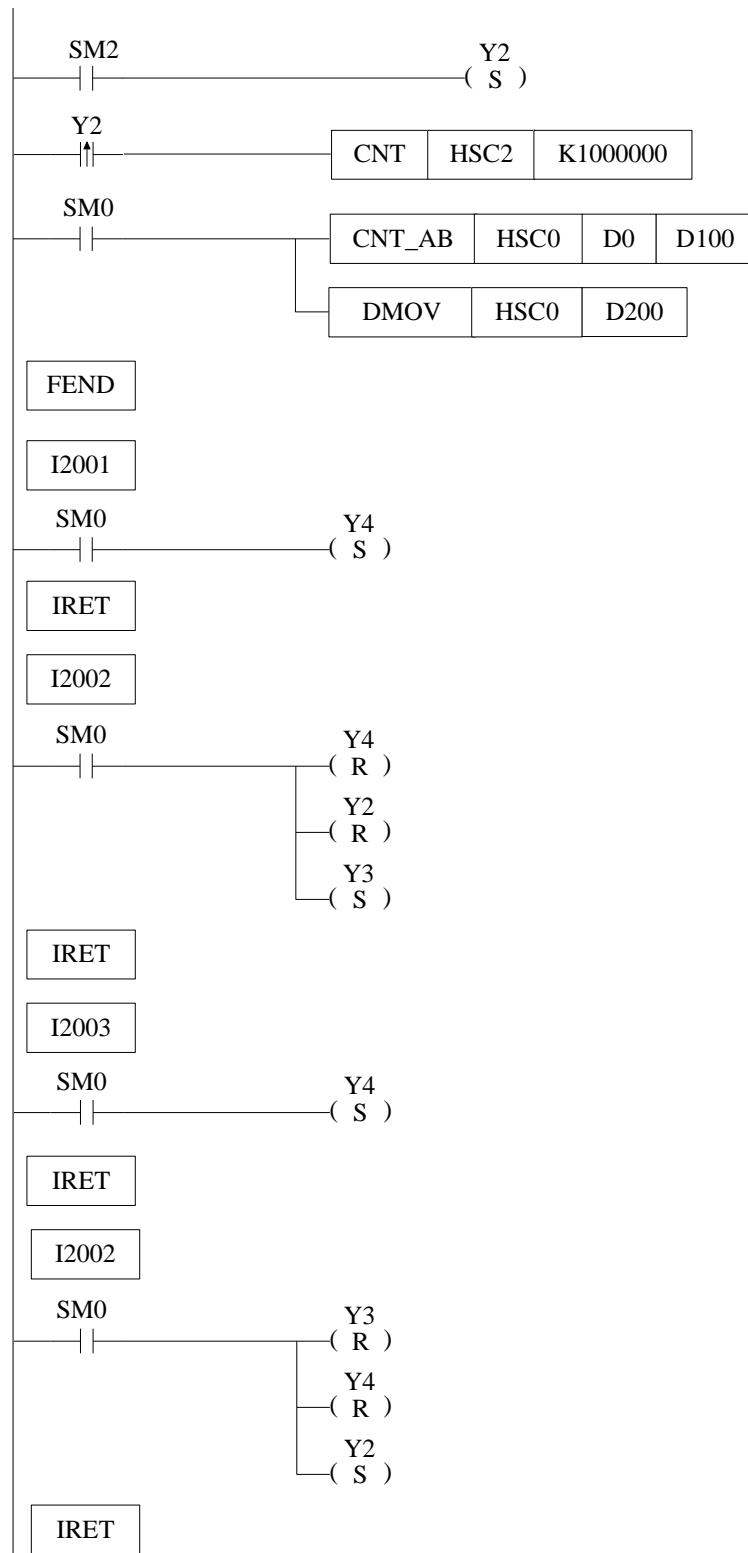 SM2
Y2
( S )
Y2
CNT HSC2 K1000000
SM0
CNT_AB HSC0 D0 D100
DMOV HSC0 D200
FEND
I2001
SM0
Y4
( S )
IRET
I2002
SM0
Y4
( R )
Y2
( R )
Y3
( S )
IRET
I2003
SM0
Y4
( S )
IRET
I2002
SM0
Y3
( R )
Y4
( R )
Y2
( S )
IRET